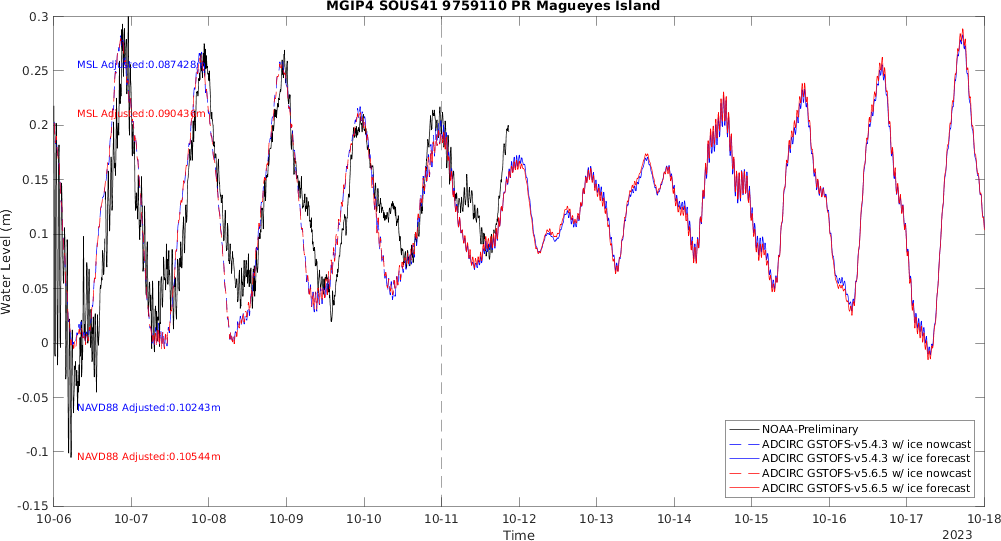 MGIP4 SOUS41 9759110 PR Magueyes Island
0.3
0.25
0.2
0.15
0.1
0.05
0
-0.05
-0.1
-0.15
Water Level (m)
MSL Adjusted:0.087428
MSL Adjusted:0.090436m
NAVD88 Adjusted:0.10243m
NAVD88 Adjusted:0.10544m
NOAA-Preliminary
ADCIRC GSTOFS-v5.4.3 w/ ice nowcast
ADCIRC GSTOFS-v5.4.3 w/ ice forecast
ADCIRC GSTOFS-v5.6.5 w/ ice nowcast
ADCIRC GSTOFS-v5.6.5 w/ ice forecast
10-06 10-07 10-08 10-09 10-10 10-11 10-12 10-13 10-14 10-15 10-16 10-17 10-18
Time
2023